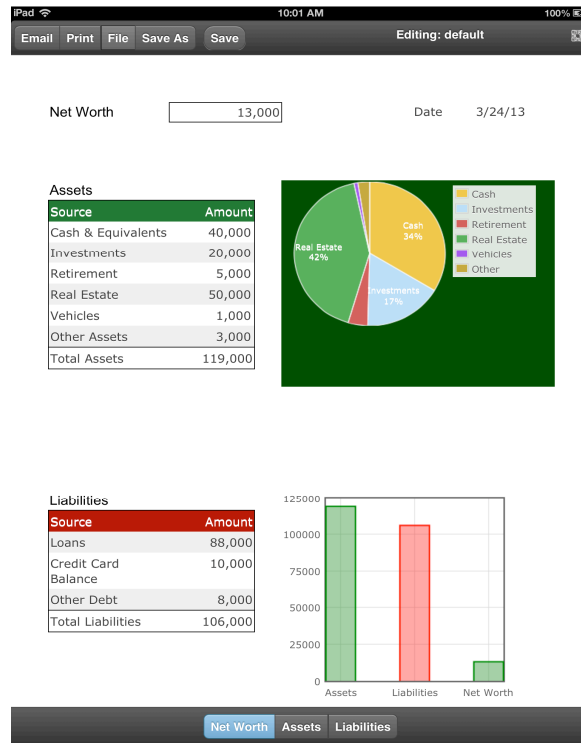 iPad 10:01 AM 100%
Email Print File Save As Save Editing: default
Net Worth 13,000 Date 3/24/13
Assets
Source Amount
Cash & Equivalents 40,000
Investments 20,000
Retirement 5,000
Real Estate 50,000
Vehicles 1,000
Other Assets 3,000
Total Assets 119,000
Cash
34%
Real Estate
42%
Investments
17%
Cash
Investments
Retirement
Real Estate
Vehicles
Other
Liabilities
Source Amount
Loans 88,000
Credit Card 10,000
Balance
Other Debt 8,000
Total Liabilities 106,000
125000
100000
75000
50000
25000
0
Assets Liabilities Net Worth
Net Worth Assets Liabilities